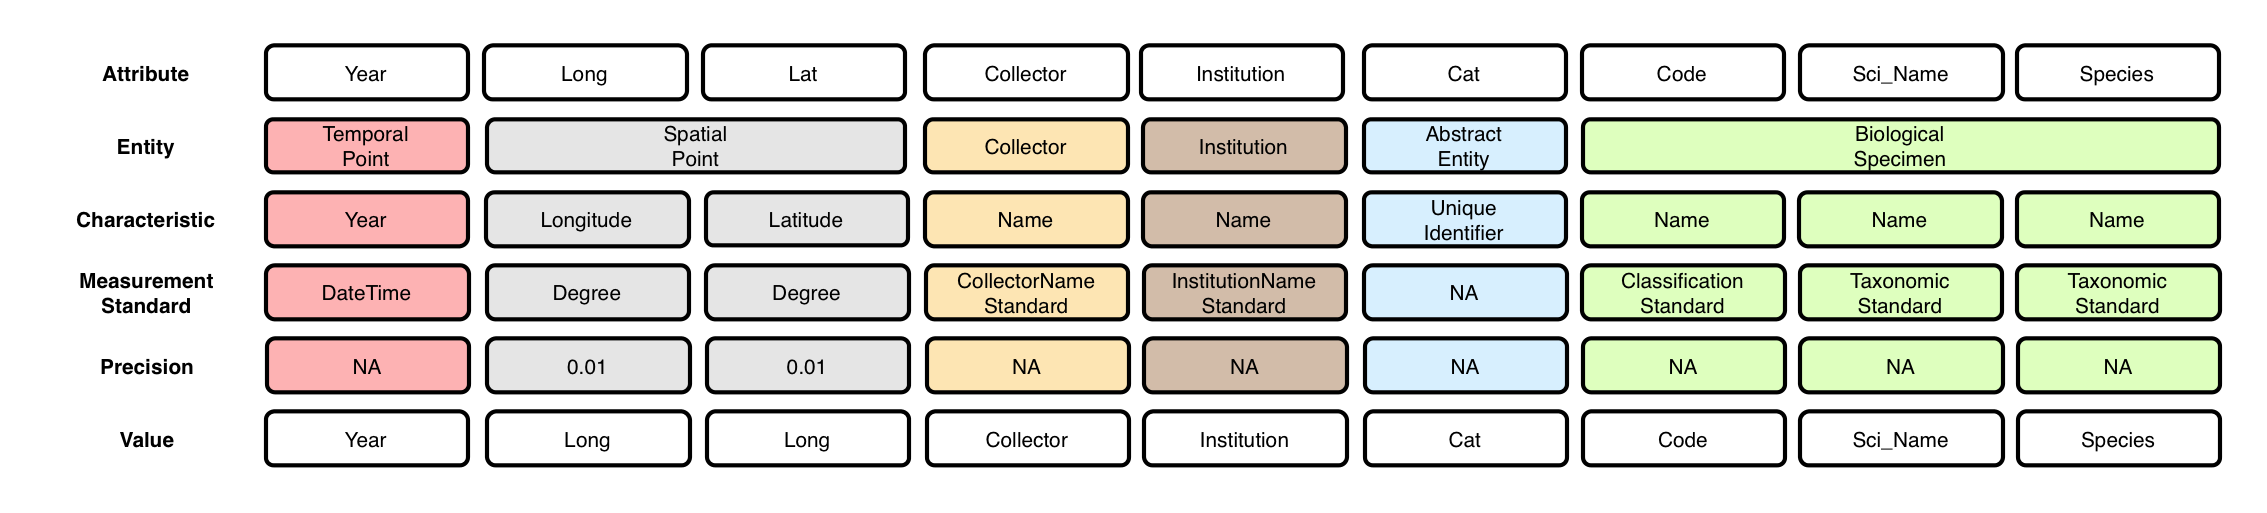 Attribute Year Long Lat Collector Institution Cat Code Sci_Name Species
Entity Temporal Point Spatial Point Collector Institution Abstract Entity Biological Specimen
Characteristic Year Longitude Latitude Name Name Unique Identifier Name Name Name
Measurement Standard DateTime Degree Degree CollectorName Standard InstitutionName Standard NA Classification Standard Taxonomic Standard Taxonomic Standard
Precision NA 0.01 0.01 NA NA NA NA NA NA
Value Year Long Long Collector Institution Cat Code Sci_Name Species